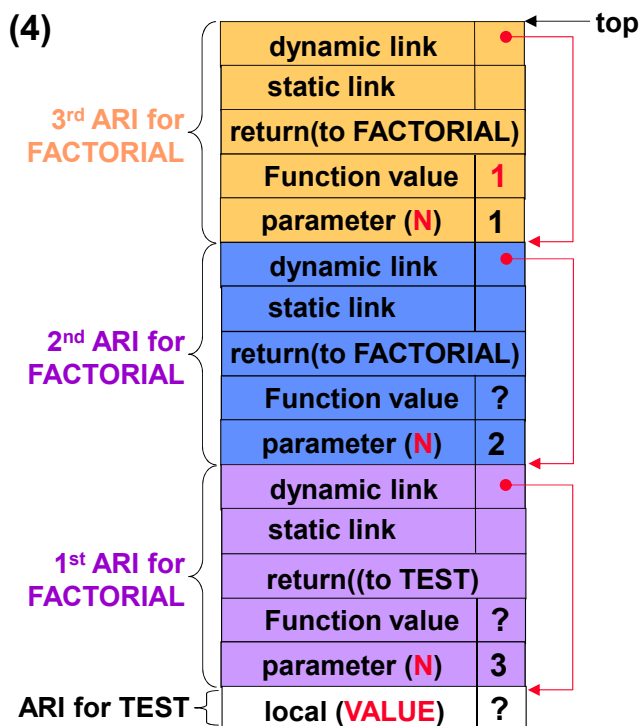 (4)
top
dynamic link
static link
3rd ARI for
FACTORIAL
return(to FACTORIAL)
Function value 1
parameter (N) 1
dynamic link
static link
2nd ARI for
FACTORIAL
return(to FACTORIAL)
Function value ?
parameter (N) 2
dynamic link
static link
1st ARI for
FACTORIAL
return((to TEST)
Function value ?
parameter (N) 3
ARI for TEST
local (VALUE) ?